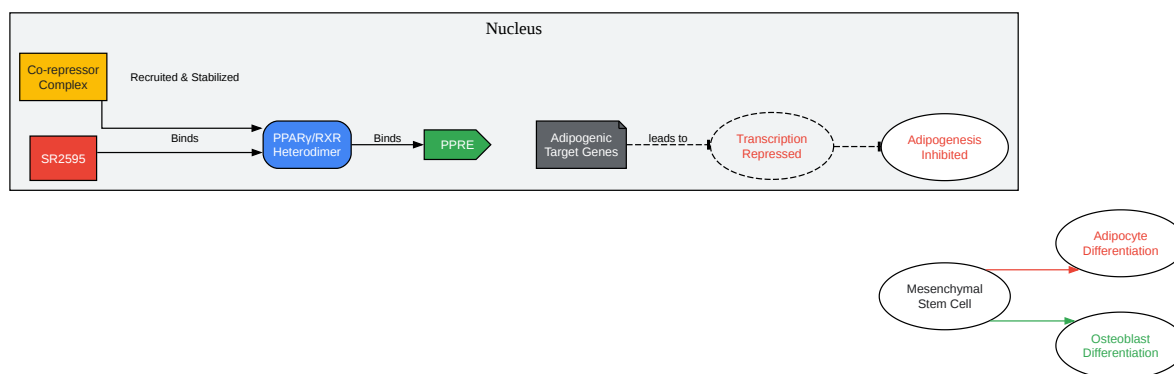 Nucleus
Co-repressor
Complex
Recruited & Stabilized
SR2595
Binds
PPARγ/RXR
Heterodimer
Binds
PPRE
Adipogenic
Target Genes
leads to
Transcription
Repressed
Adipogenesis
Inhibited
Mesenchymal
Stem Cell
Adipocyte
Differentiation
Osteoblast
Differentiation